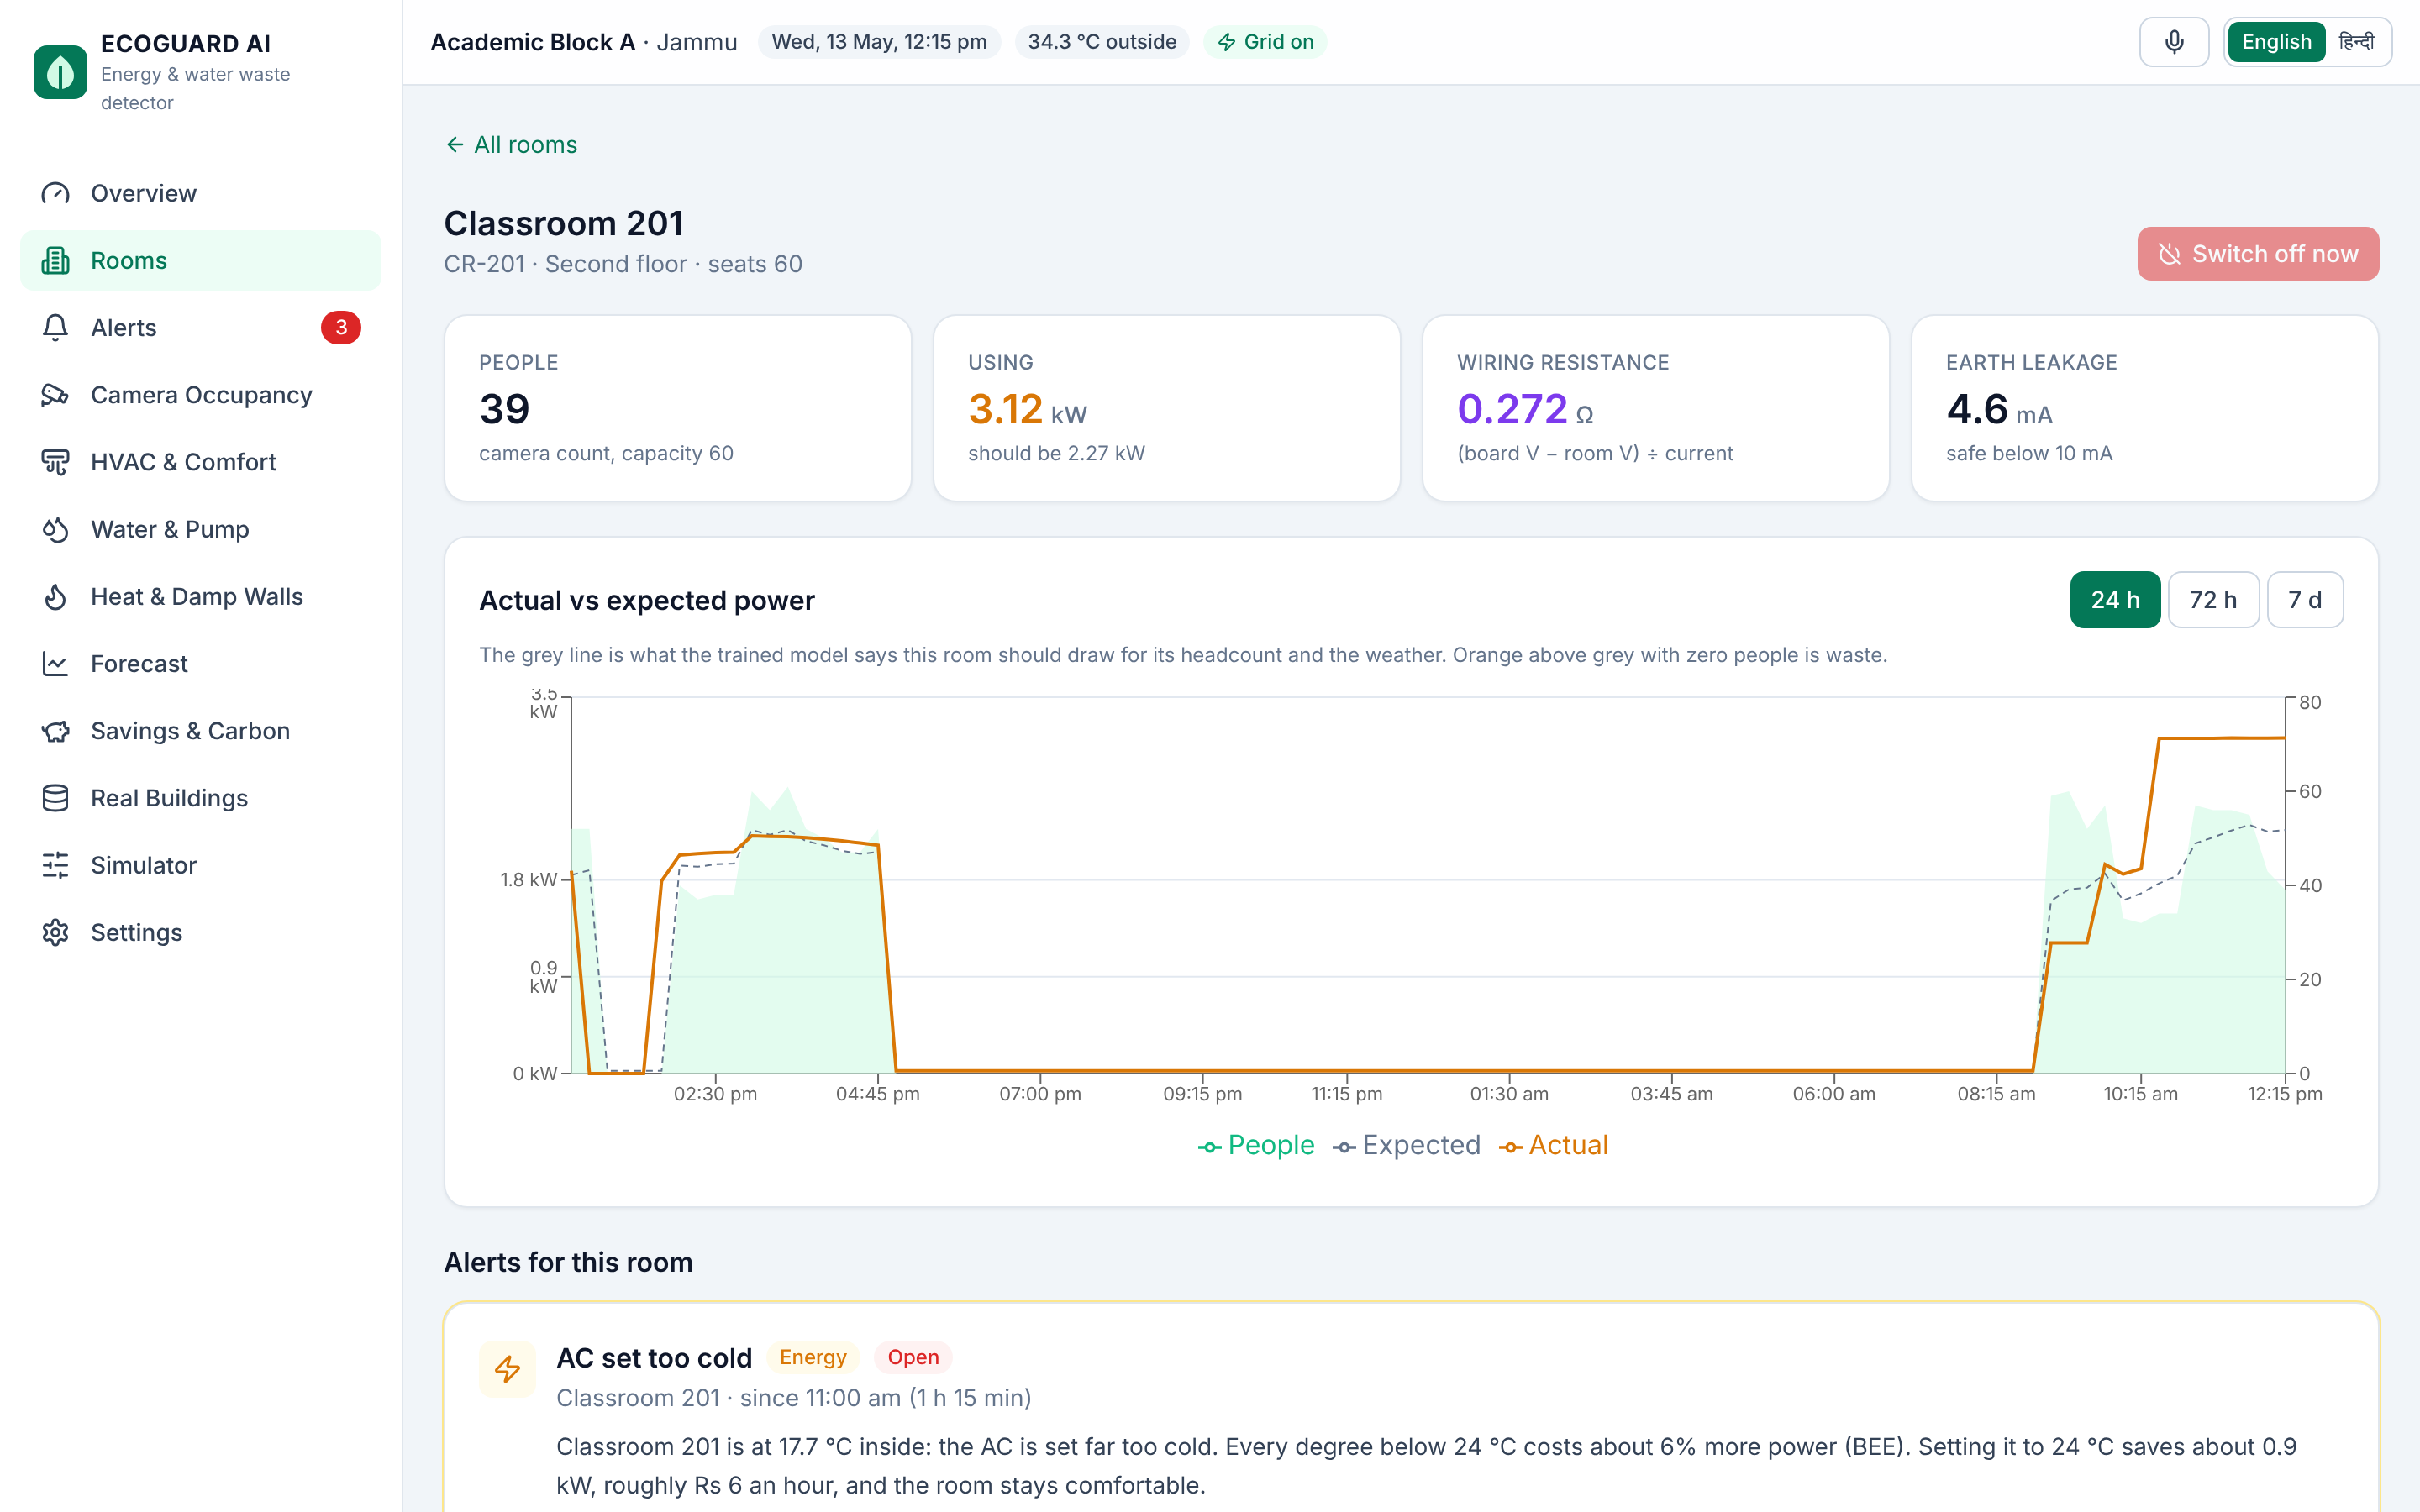 ECOGUARD AI
Energy & water waste
detector
Overview
Rooms
Alerts
3
Camera Occupancy
HVAC & Comfort
Water & Pump
Heat & Damp Walls
Forecast
Savings & Carbon
Real Buildings
Simulator
Settings
Academic Block A · Jammu
Wed, 13 May, 12:15 pm
34.3 °C outside
Grid on
English
हिन्दी
← All rooms
Classroom 201
CR-201 · Second floor · seats 60
Switch off now
PEOPLE
39
camera count, capacity 60
USING
3.12 kW
should be 2.27 kW
WIRING RESISTANCE
0.272 Ω
(board V − room V) ÷ current
EARTH LEAKAGE
4.6 mA
safe below 10 mA
Actual vs expected power
24 h
72 h
7 d
The grey line is what the trained model says this room should draw for its headcount and the weather. Orange above grey with zero people is waste.
3.5
kW
1.8 kW
0.9
kW
0 kW
80
60
40
20
0
02:30 pm
04:45 pm
07:00 pm
09:15 pm
11:15 pm
01:30 am
03:45 am
06:00 am
08:15 am
10:15 am
12:15 pm
People
Expected
Actual
Alerts for this room
AC set too cold
Energy
Open
Classroom 201 · since 11:00 am (1 h 15 min)
Classroom 201 is at 17.7 °C inside: the AC is set far too cold. Every degree below 24 °C costs about 6% more power (BEE). Setting it to 24 °C saves about 0.9
kW, roughly Rs 6 an hour, and the room stays comfortable.